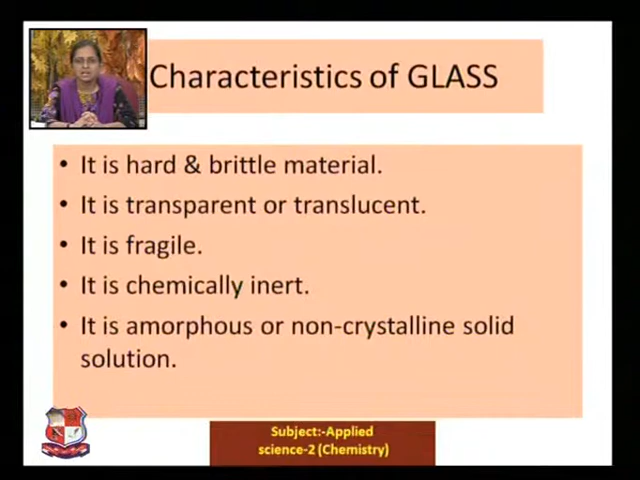 Characteristics of GLASS
• It is hard & brittle material.
• It is transparent or translucent.
• It is fragile.
• It is chemically inert.
• It is amorphous or non-crystalline solid
solution.
Subject:-Applied
science-2 (Chemistry)